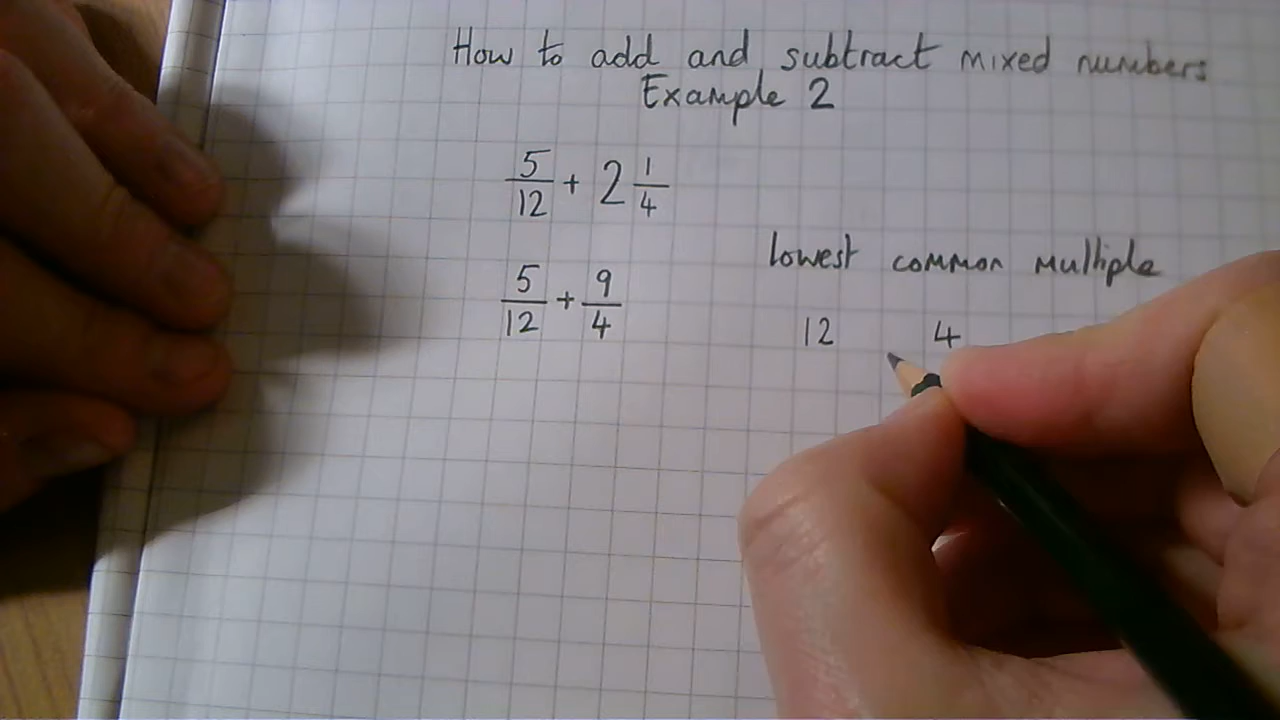 How to add and subtract mixed numbers
Example 2
5/12 + 2 1/4
lowest common multiple
5/12 + 9/4
12 4